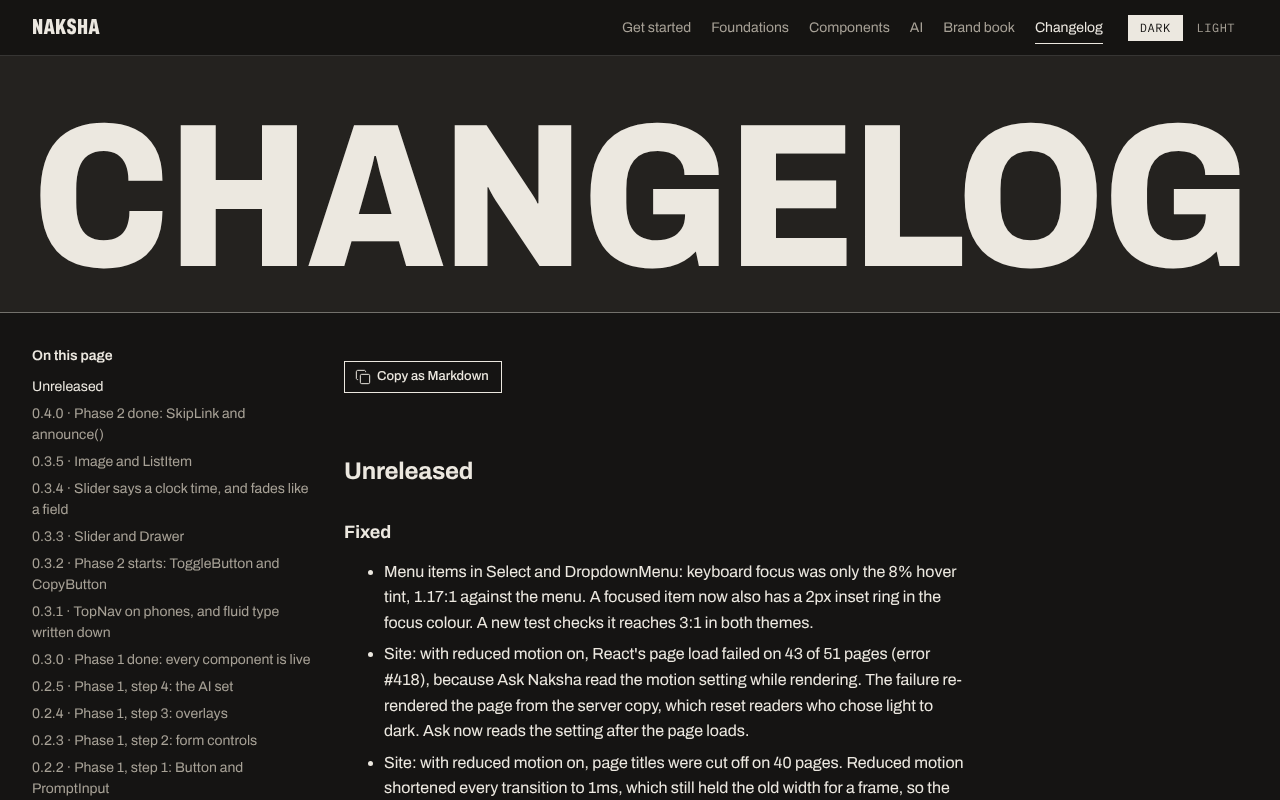 NAKSHA
Get started
Foundations
Components
AI
Brand book
Changelog
DARK
LIGHT
CHANGELOG
On this page
Unreleased
0.4.0 · Phase 2 done: SkipLink and
announce()
0.3.5 · Image and ListItem
0.3.4 · Slider says a clock time, and fades like
a field
0.3.3 · Slider and Drawer
0.3.2 · Phase 2 starts: ToggleButton and
CopyButton
0.3.1 · TopNav on phones, and fluid type
written down
0.3.0 · Phase 1 done: every component is live
0.2.5 · Phase 1, step 4: the AI set
0.2.4 · Phase 1, step 3: overlays
0.2.3 · Phase 1, step 2: form controls
0.2.2 · Phase 1, step 1: Button and
PromptInput
Copy as Markdown
Unreleased
Fixed
• Menu items in Select and DropdownMenu: keyboard focus was only the 8% hover
tint, 1.17:1 against the menu. A focused item now also has a 2px inset ring in the
focus colour. A new test checks it reaches 3:1 in both themes.
• Site: with reduced motion on, React's page load failed on 43 of 51 pages (error
#418), because Ask Naksha read the motion setting while rendering. The failure re-
rendered the page from the server copy, which reset readers who chose light to
dark. Ask now reads the setting after the page loads.
• Site: with reduced motion on, page titles were cut off on 40 pages. Reduced motion
shortened every transition to 1ms, which still held the old width for a frame, so the